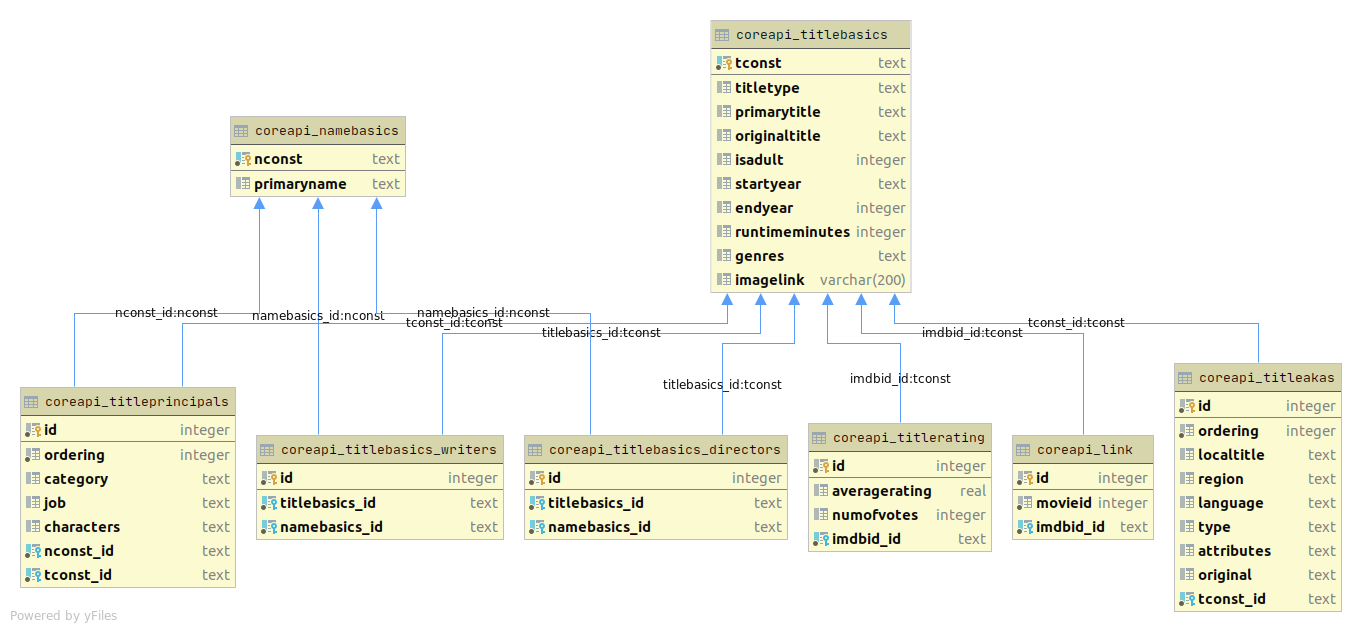 coreapi_titlebasics
tconst text
titletype text
primarytitle text
originaltitle text
isadult integer
startyear text
endyear integer
runtimeminutes integer
genres text
imagelink varchar(200)
coreapi_namebasics
nconst text
primaryname text
nconst_id:nconst
namebasics_id:nconst
namebasics_id:nconst
tconst_id:tconst
titlebasics_id:tconst
titlebasics_id:tconst
imdbid_id:tconst
imdbid_id:tconst
tconst_id:tconst
coreapi_titleprincipals
id integer
ordering integer
category text
job text
characters text
nconst_id text
tconst_id text
coreapi_titlebasics_writers
id integer
titlebasics_id text
namebasics_id text
coreapi_titlebasics_directors
id integer
titlebasics_id text
namebasics_id text
coreapi_titlerating
id integer
averagerating real
numofvotes integer
imdbid_id text
coreapi_link
id integer
movieid integer
imdbid_id text
coreapi_titleakas
id integer
ordering integer
localtitle text
region text
language text
type text
attributes text
original text
tconst_id text
Powered by yFiles